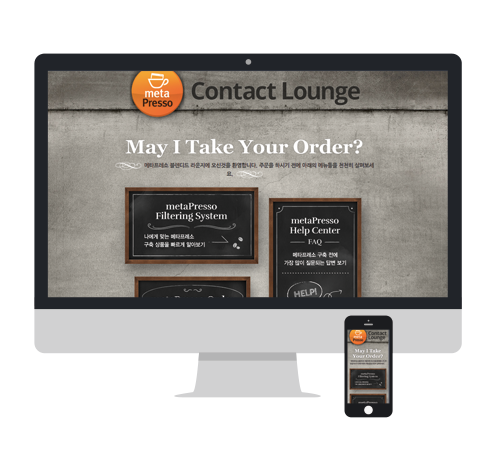 meta
Presso
Contact Lounge
May I Take Your Order?
메타프레소 블랜디드 라운지에 오신것을 환영합니다. 주문을 하시기 전에 아래의 메뉴들을 천천히 살펴보세
요.
metaPresso
Filtering System
나에게 맞는 메타프레소
구축 상품을 빠르게 알아보기
metaPresso
Help Center
FAQ
메타프레소 구축 전에
가장 많이 질문되는 답변 보기
HELP!
Contact
Lounge
May I Take
Your Order?
metaPresso
Filtering System